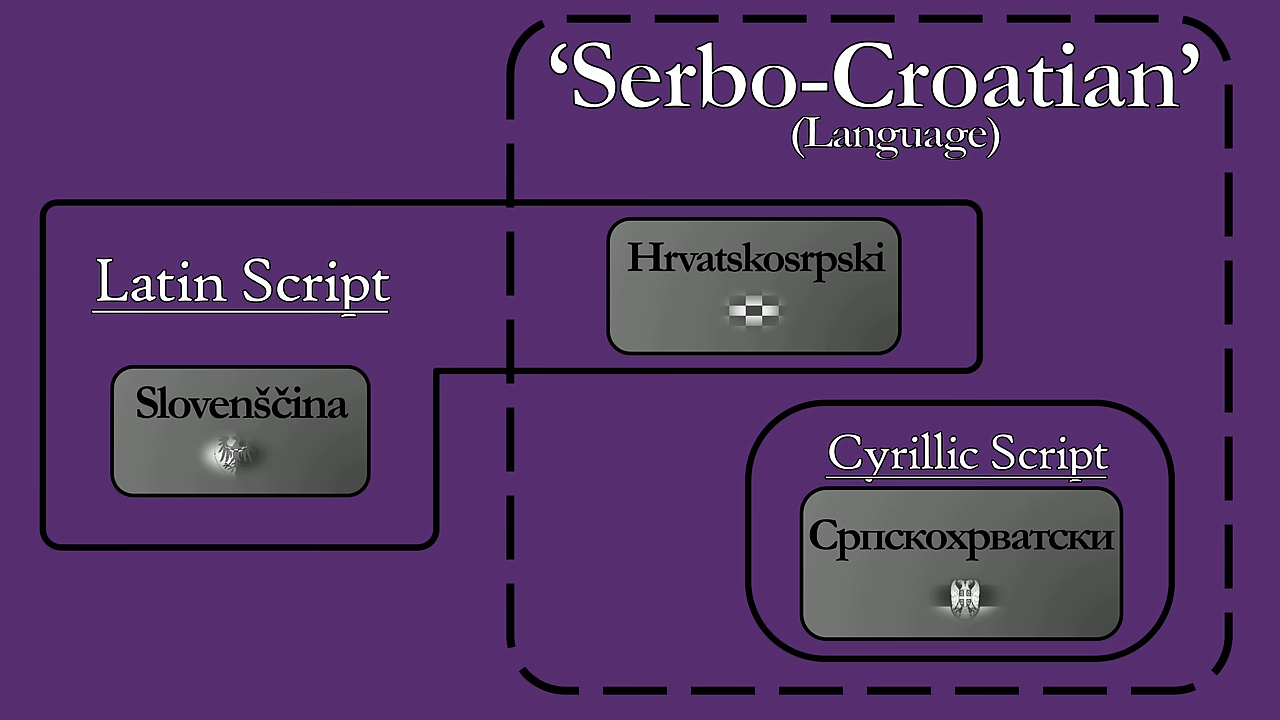 ‘Serbo-Croatian’
(Language)
Hrvatskosrpski
Latin Script
Slovenščina
Cyrillic Script
Српскохрватски